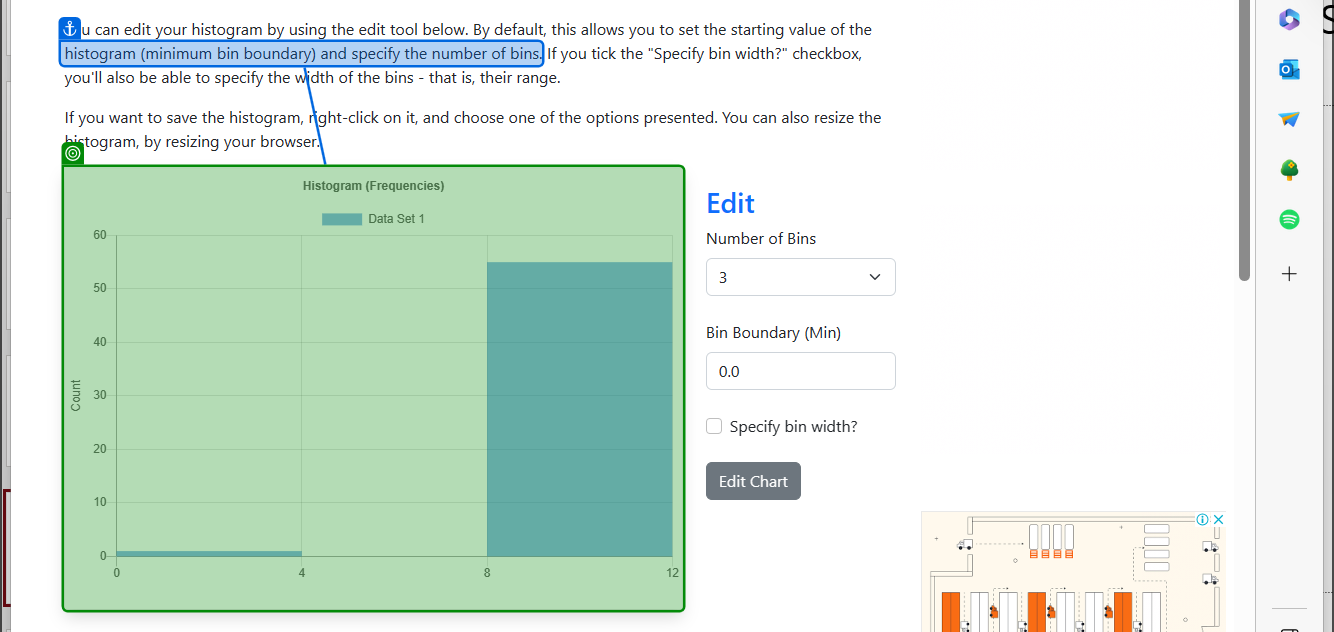 u can edit your histogram by using the edit tool below. By default, this allows you to set the starting value of the
histogram (minimum bin boundary) and specify the number of bins. If you tick the "Specify bin width?" checkbox,
you'll also be able to specify the width of the bins - that is, their range.
If you want to save the histogram, right-click on it, and choose one of the options presented. You can also resize the
histogram, by resizing your browser.
Histogram (Frequencies)
Data Set 1
60
50
40
30
20
10
0
Count
0 4 8 12
Edit
Number of Bins
3
Bin Boundary (Min)
0.0
Specify bin width?
Edit Chart